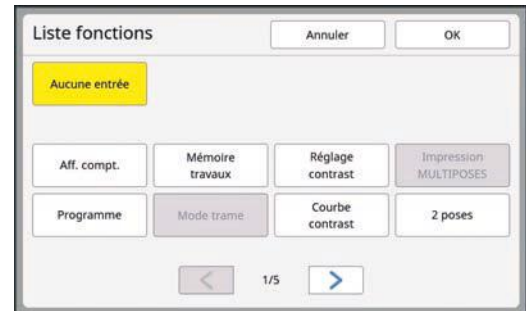 Liste fonctions
Annuler
OK
Aucune entrée
Aff. compt.
Mémoire
travaux
Réglage
contrast
Impression
MULTIPOSES
Programme
Mode trame
Courbe
contrast
2 poses
1/5